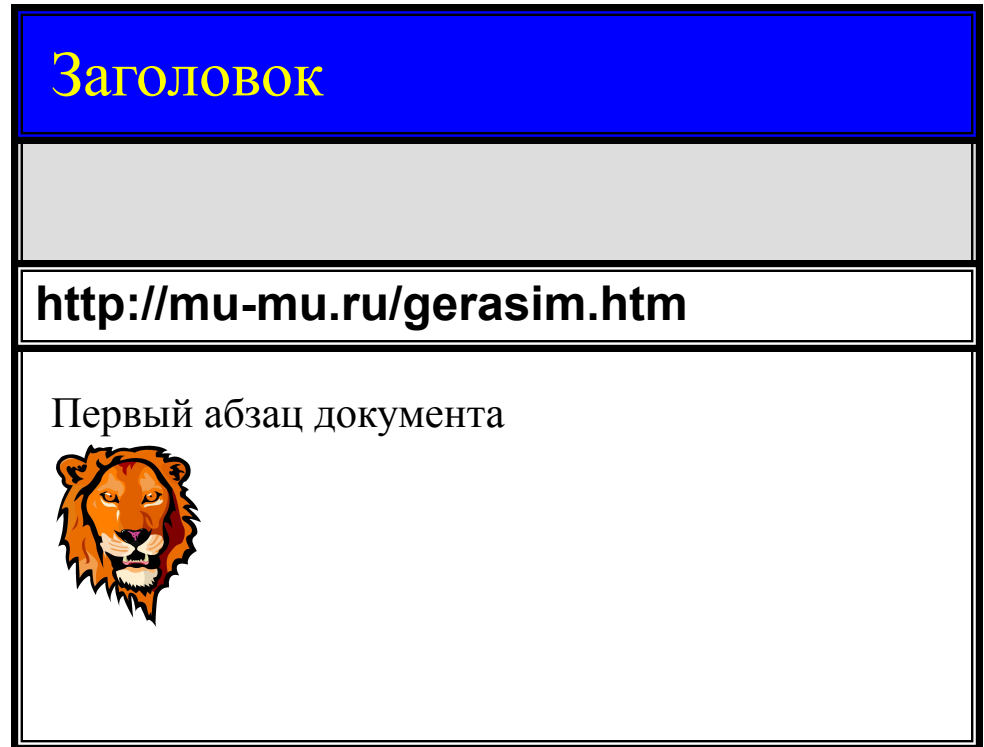 Заголовок
http://mu-mu.ru/gerasim.htm
Первый абзац документа